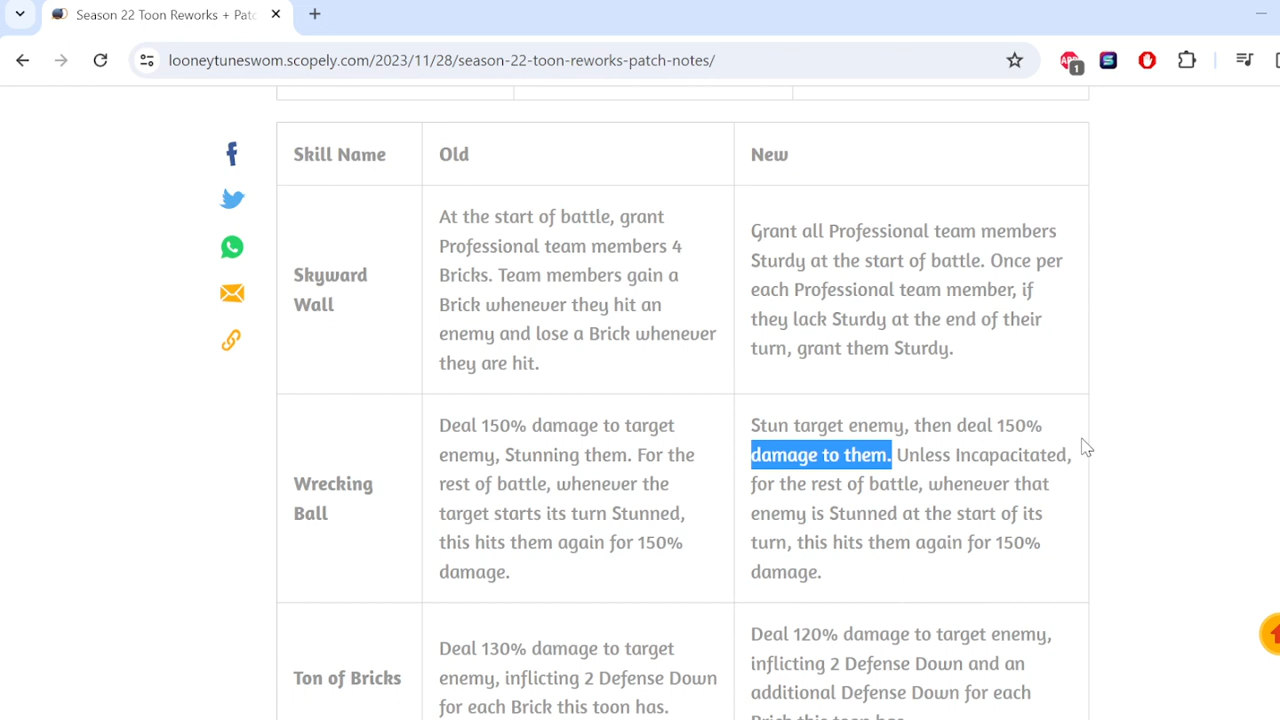 Season 22 Toon Reworks + Patc
looneytuneswom.scopely.com/2023/11/28/season-22-toon-reworks-patch-notes/
1
Skill Name
Old
New
Skyward
Wall
At the start of battle, grant
Professional team members 4
Bricks. Team members gain a
Brick whenever they hit an
enemy and lose a Brick whenever
they are hit.
Grant all Professional team members
Sturdy at the start of battle. Once per
each Professional team member, if
they lack Sturdy at the end of their
turn, grant them Sturdy.
Wrecking
Ball
Deal 150% damage to target
enemy, Stunning them. For the
rest of battle, whenever the
target starts its turn Stunned,
this hits them again for 150%
damage.
Stun target enemy, then deal 150%
damage to them. Unless Incapacitated,
for the rest of battle, whenever that
enemy is Stunned at the start of its
turn, this hits them again for 150%
damage.
Ton of Bricks
Deal 130% damage to target
enemy, inflicting 2 Defense Down
for each Brick this toon has.
Deal 120% damage to target enemy,
inflicting 2 Defense Down and an
additional Defense Down for each
Brick this toon has.